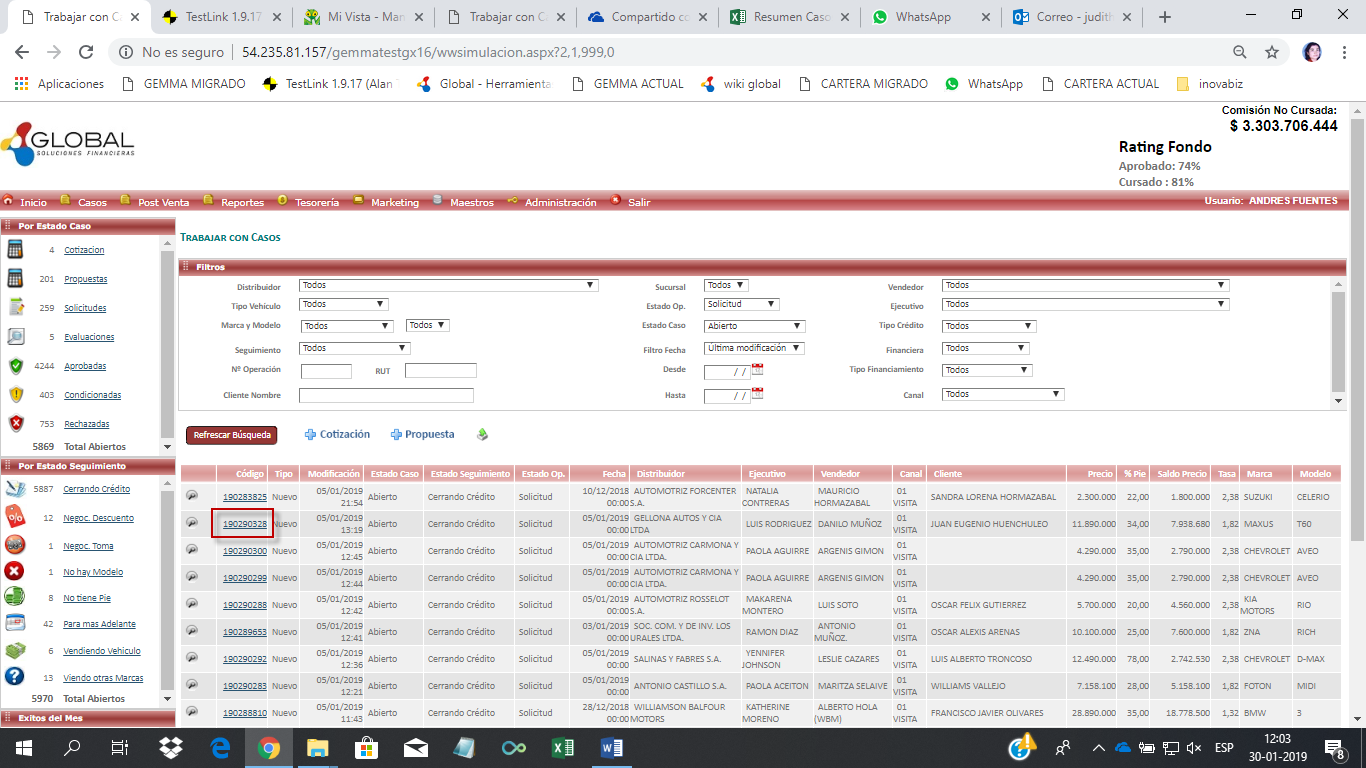 Trabajar con C
TestLink 1.9.17
Mi Vista - Man
Trabajar con C
Compartido co
Resumen Caso
WhatsApp
Correo - judith
No es seguro | 54.235.81.157/gemmatestgx16/wwsimulacion.aspx?2,1,999,0
Aplicaciones GEMMA MIGRADO TestLink 1.9.17 (Alan Global - Herramienta GEMMA ACTUAL wiki global CARTERA MIGRADO WhatsApp CARTERA ACTUAL inovabiz
Comisión No Cursada:
$ 3.303.706.444
GLOBAL
SOLUCIONES FINANCIERAS
Rating Fondo
Aprobado: 74%
Cursado : 81%
Inicio Casos Post Venta Reportes Tesorería Marketing Maestros Administración Salir Usuario: ANDRES FUENTES
Por Estado Caso
4 Cotizacion
201 Propuestas
259 Solicitudes
5 Evaluaciones
4244 Aprobadas
403 Condicionadas
753 Rechazadas
5869 Total Abiertos
Por Estado Seguimiento
5887 Cerrando Crédito
12 Negoc. Descuento
1 Negoc. Toma
1 No hay Modelo
8 No tiene Pie
42 Para mas Adelante
6 Vendiendo Vehiculo
13 Viendo otras Marcas
5970 Total Abiertos
Exitos del Mes
TRABAJAR CON CASOS
Filtros
Distribuidor Todos Sucursal Todos Vendedor Todos
Tipo Vehículo Todos Estado Op. Solicitud Ejecutivo Todos
Marca y Modelo Todos Todos Estado Caso Abierto Tipo Crédito Todos
Seguimiento Todos Filtro Fecha Última modificación Financiera Todos
Nº Operación RUT Desde / / Tipo Financiamiento Todos
Cliente Nombre Hasta / / Canal Todos
Refrescar Búsqueda Cotización Propuesta
Código Tipo Modificación Estado Caso Estado Seguimiento Estado Op. Fecha Distribuidor Ejecutivo Vendedor Canal Cliente Precio % Pie Saldo Precio Tasa Marca Modelo
190283825 Nuevo 05/01/2019 21:54 Abierto Cerrando Crédito Solicitud 10/12/2018 00:00 AUTOMOTRIZ FORCENTER S.A. NATALIA CONTRERAS MAURICIO HORMAZABAL 01 VISITA SANDRA LORENA HORMAZABAL 2.300.000 22,00 1.800.000 2,38 SUZUKI CELERIO
190290328 Nuevo 05/01/2019 13:19 Abierto Cerrando Crédito Solicitud 05/01/2019 00:00 GELLONA AUTOS Y CIA LTDA LUIS RODRIGUEZ DANILO MUÑOZ 01 VISITA JUAN EUGENIO HUENCHULEO 11.890.000 34,00 7.938.680 1,82 MAXUS T60
190290300 Nuevo 05/01/2019 12:45 Abierto Cerrando Crédito Solicitud 05/01/2019 00:00 AUTOMOTRIZ CARMONA Y CIA LTDA. PAOLA AGUIRRE ARGENIS GIMON 01 VISITA 4.290.000 35,00 2.790.000 2,38 CHEVROLET AVEO
190290299 Nuevo 05/01/2019 12:44 Abierto Cerrando Crédito Solicitud 05/01/2019 00:00 AUTOMOTRIZ CARMONA Y CIA LTDA. PAOLA AGUIRRE ARGENIS GIMON 01 VISITA 4.290.000 35,00 2.790.000 2,38 CHEVROLET AVEO
190290288 Nuevo 05/01/2019 12:42 Abierto Cerrando Crédito Solicitud 05/01/2019 00:00 AUTOMOTRIZ ROSSELOT S.A. MAKARENA MONTERO LUIS SOTO 01 VISITA OSCAR FELIX GUTIERREZ 5.700.000 20,00 4.560.000 2,38 KIA MOTORS RIO
190289653 Nuevo 05/01/2019 12:41 Abierto Cerrando Crédito Solicitud 03/01/2019 00:00 SOC. COM. Y DE INV. LOS URALES LTDA. RAMON DIAZ ANTONIO MUÑOZ. 01 VISITA OSCAR ALEXIS ARENAS 10.100.000 25,00 7.600.000 1,82 ZNA RICH
190290292 Nuevo 05/01/2019 12:36 Abierto Cerrando Crédito Solicitud 05/01/2019 00:00 SALINAS Y FABRES S.A. YENNIFER JOHNSON LESLIE CAZARES 01 VISITA LUIS ALBERTO TRONCOSO 12.490.000 78,00 2.742.530 2,38 CHEVROLET D-MAX
190290283 Nuevo 05/01/2019 12:21 Abierto Cerrando Crédito Solicitud 05/01/2019 00:00 ANTONIO CASTILLO S.A. PAOLA ACEITON MARITZA SELAIVE 01 VISITA WILLIAMS VALLEJO 7.158.100 28,00 5.158.100 1,82 FOTON MIDI
190288810 Nuevo 05/01/2019 11:43 Abierto Cerrando Crédito Solicitud 28/12/2018 00:00 WILLIAMSON BALFOUR MOTORS KATHERINE MORENO ALBERTO HOLA (WBM) 01 VISITA FRANCISCO JAVIER OLIVARES 28.890.000 35,00 18.778.500 1,32 BMW 3
ESP 12:03
30-01-2019
8